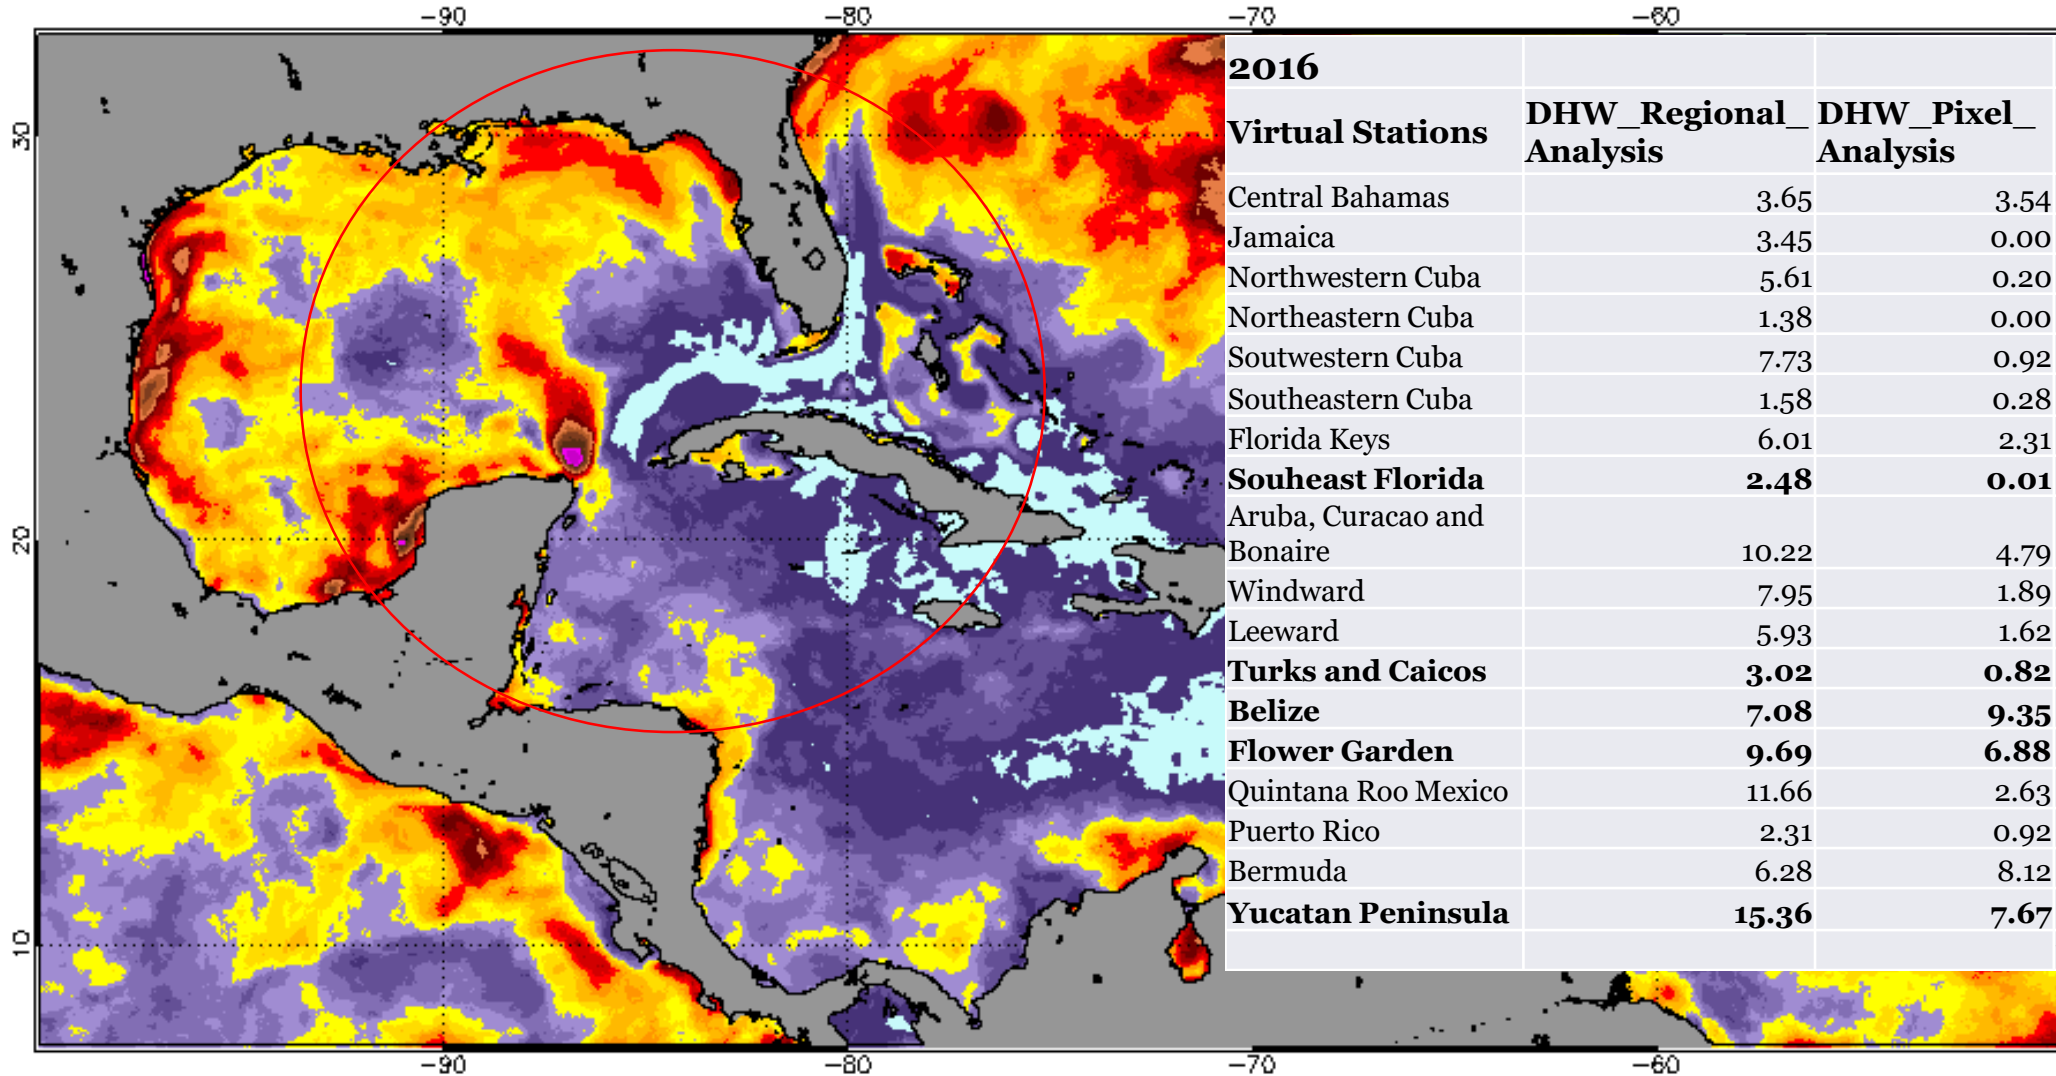 −90 −80 −70 −60
30
20
10
2016
Virtual Stations DHW_Regional_ DHW_Pixel_
Analysis Analysis
Central Bahamas 3.65 3.54
Jamaica 3.45 0.00
Northwestern Cuba 5.61 0.20
Northeastern Cuba 1.38 0.00
Soutwestern Cuba 7.73 0.92
Southeastern Cuba 1.58 0.28
Florida Keys 6.01 2.31
Souheast Florida 2.48 0.01
Aruba, Curacao and
Bonaire 10.22 4.79
Windward 7.95 1.89
Leeward 5.93 1.62
Turks and Caicos 3.02 0.82
Belize 7.08 9.35
Flower Garden 9.69 6.88
Quintana Roo Mexico 11.66 2.63
Puerto Rico 2.31 0.92
Bermuda 6.28 8.12
Yucatan Peninsula 15.36 7.67
−90 −80 −70 −60